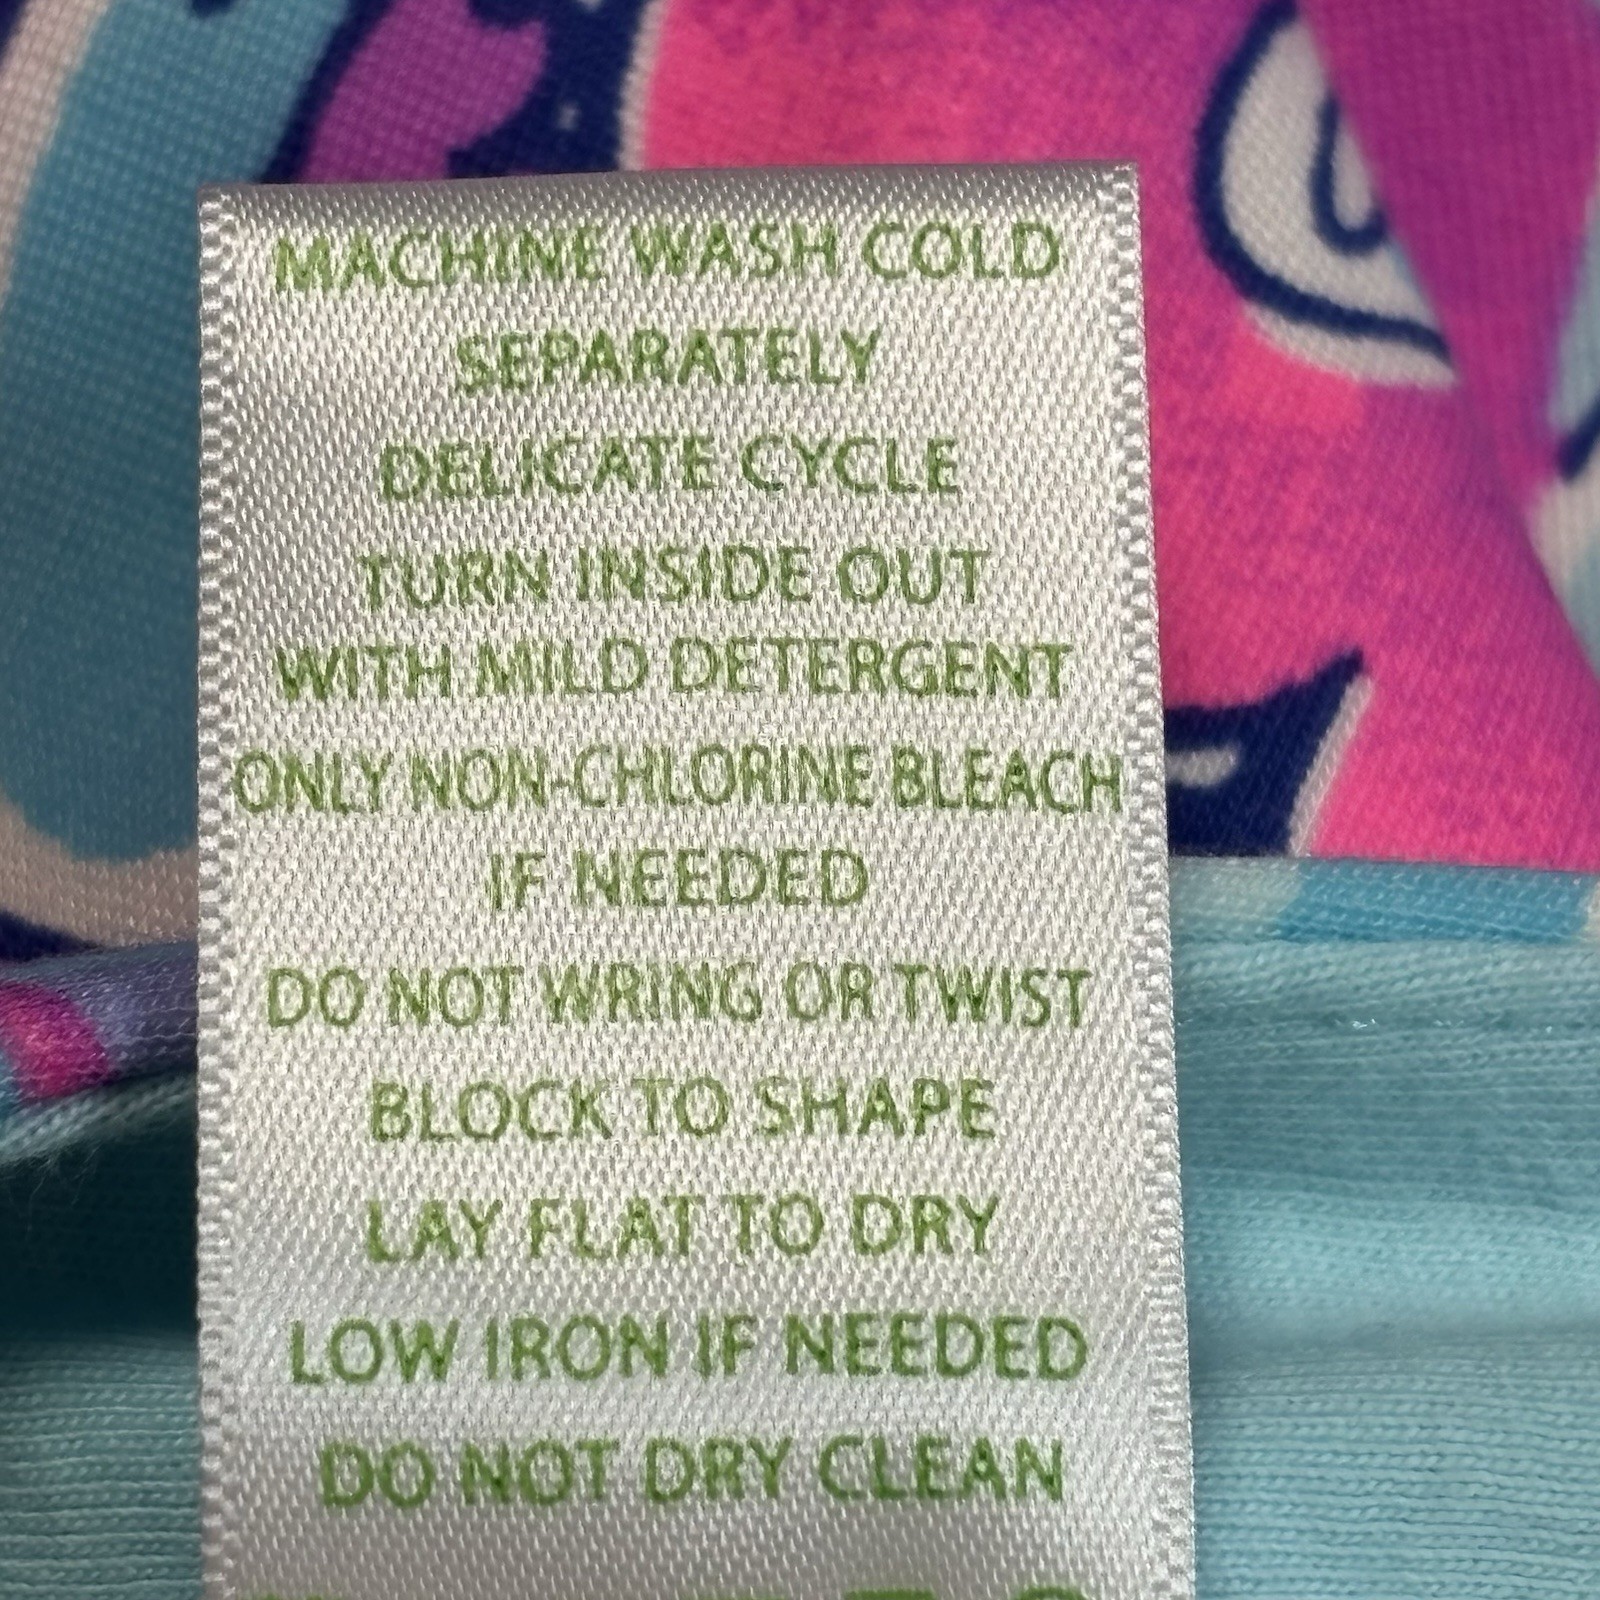 MACHINE WASH COLD
SEPARATELY
DELICATE CYCLE
TURN INSIDE OUT
WITH MILD DETERGENT
ONLY NON-CHLORINE BLEACH
IF NEEDED
DO NOT WRING OR TWIST
BLOCK TO SHAPE
LAY FLAT TO DRY
LOW IRON IF NEEDED
DO NOT DRY CLEAN